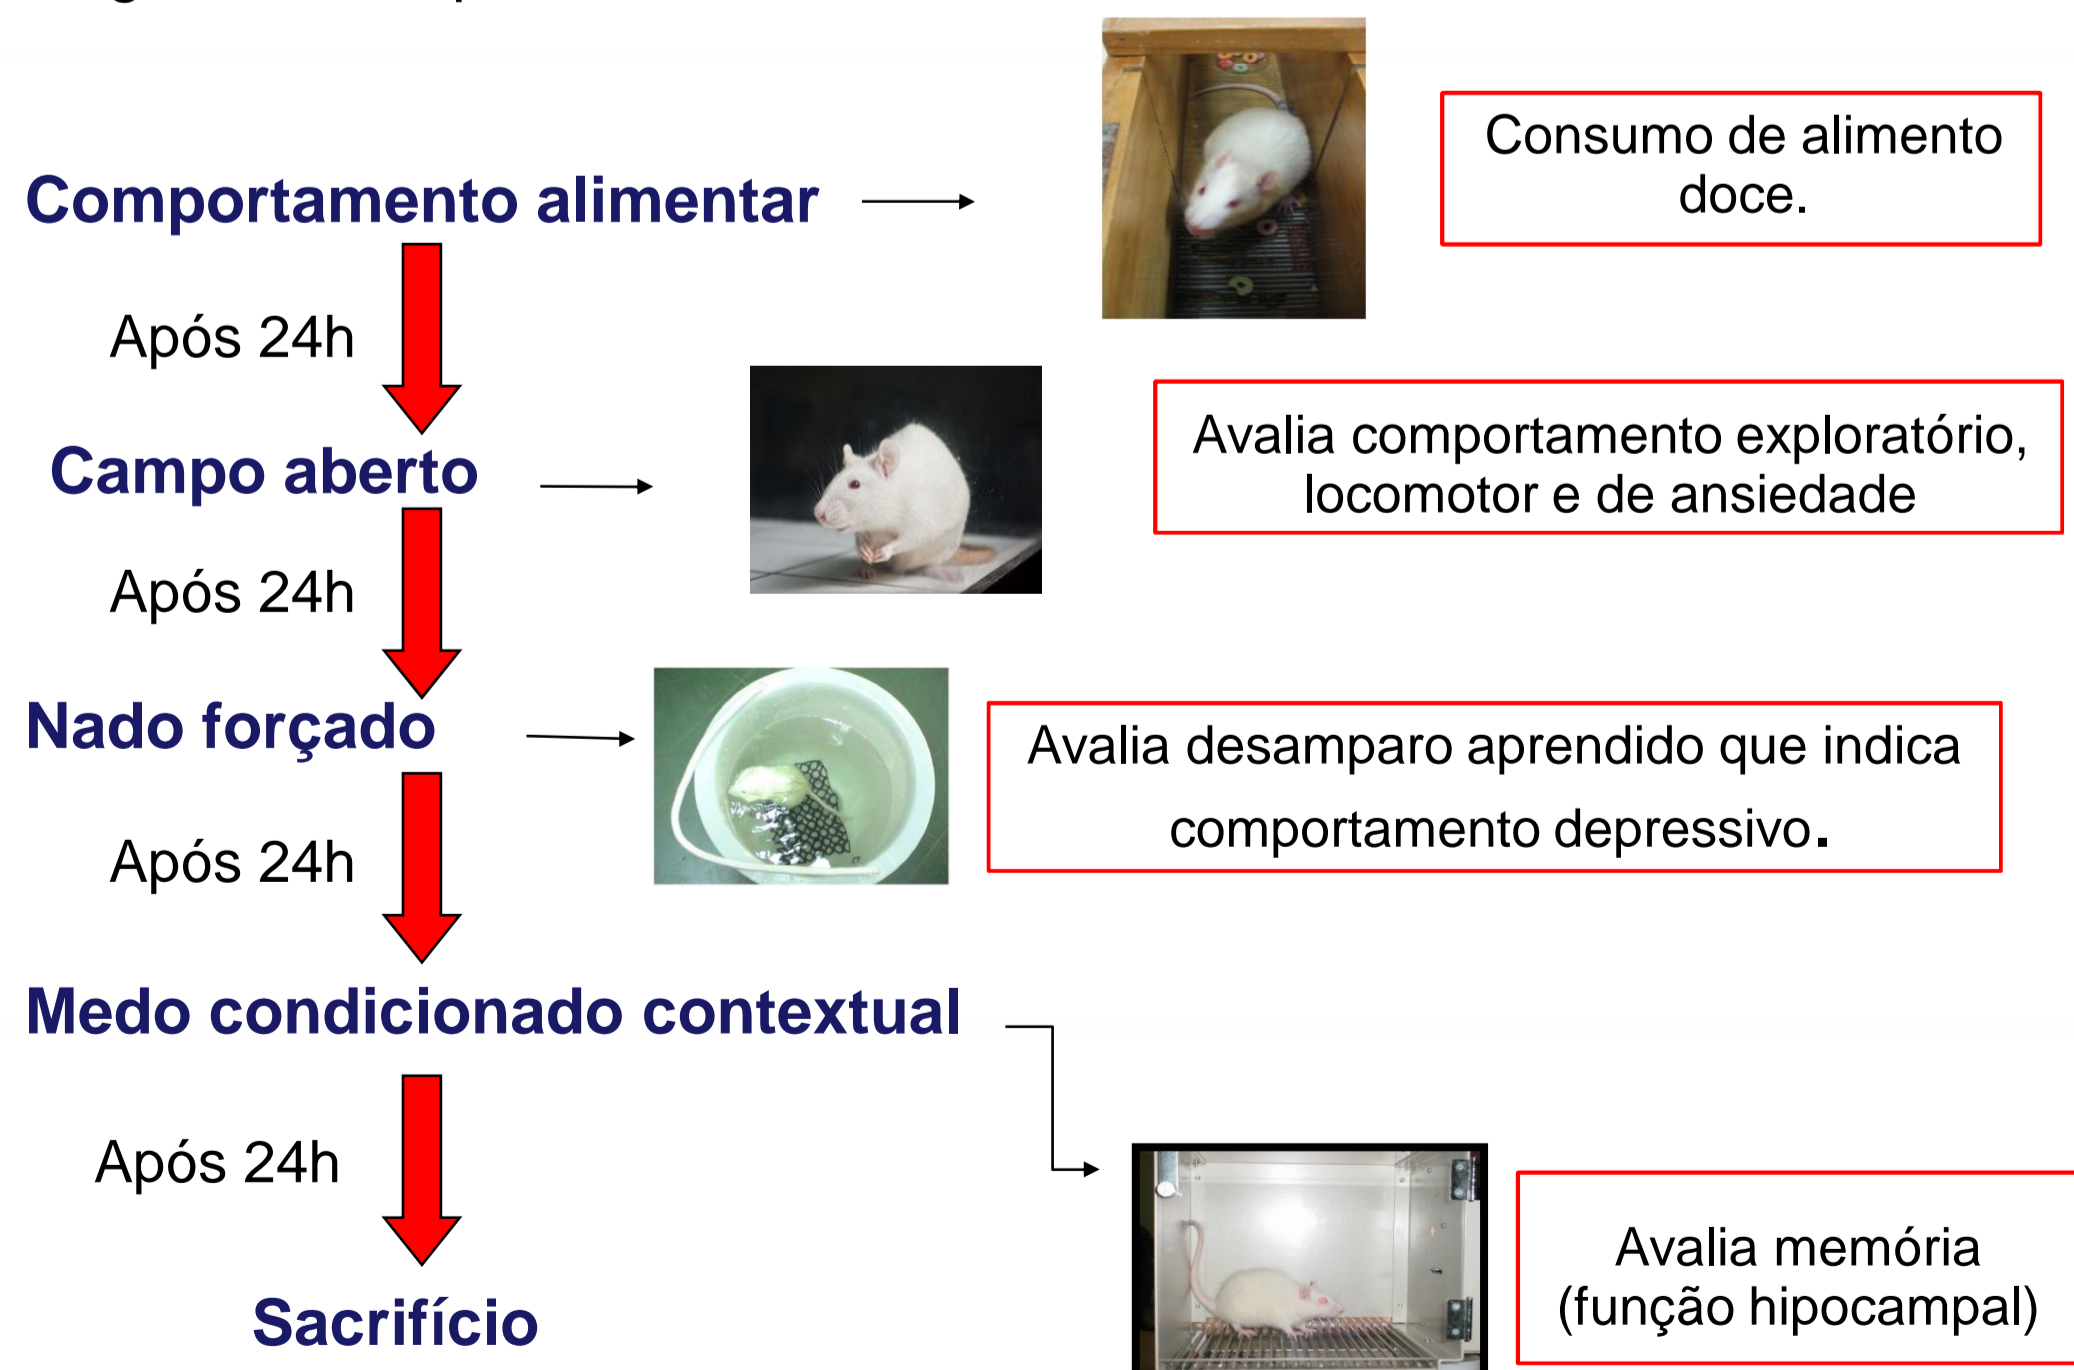 Comportamento alimentar
Consumo de alimento
doce.
Após 24h
Campo aberto
Avalia comportamento exploratório,
locomotor e de ansiedade
Após 24h
Nado forçado
Avalia desamparo aprendido que indica
comportamento depressivo.
Após 24h
Medo condicionado contextual
Após 24h
Avalia memória
(função hipocampal)
Sacrifício